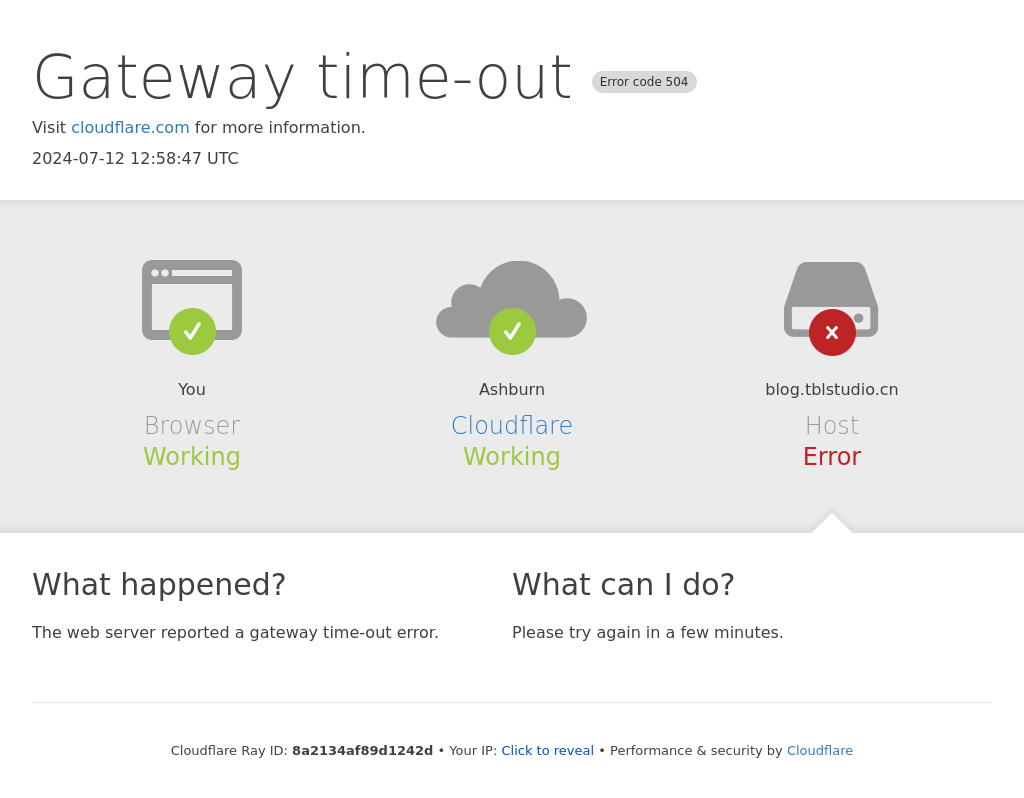 Gateway time-out Error code 504
Visit cloudflare.com for more information.
2024-07-12 12:58:47 UTC
You
Browser
Working
Ashburn
Cloudflare
Working
blog.tblstudio.cn
Host
Error
What happened?
The web server reported a gateway time-out error.
What can I do?
Please try again in a few minutes.
Cloudflare Ray ID: 8a2134af89d1242d • Your IP: Click to reveal • Performance & security by Cloudflare